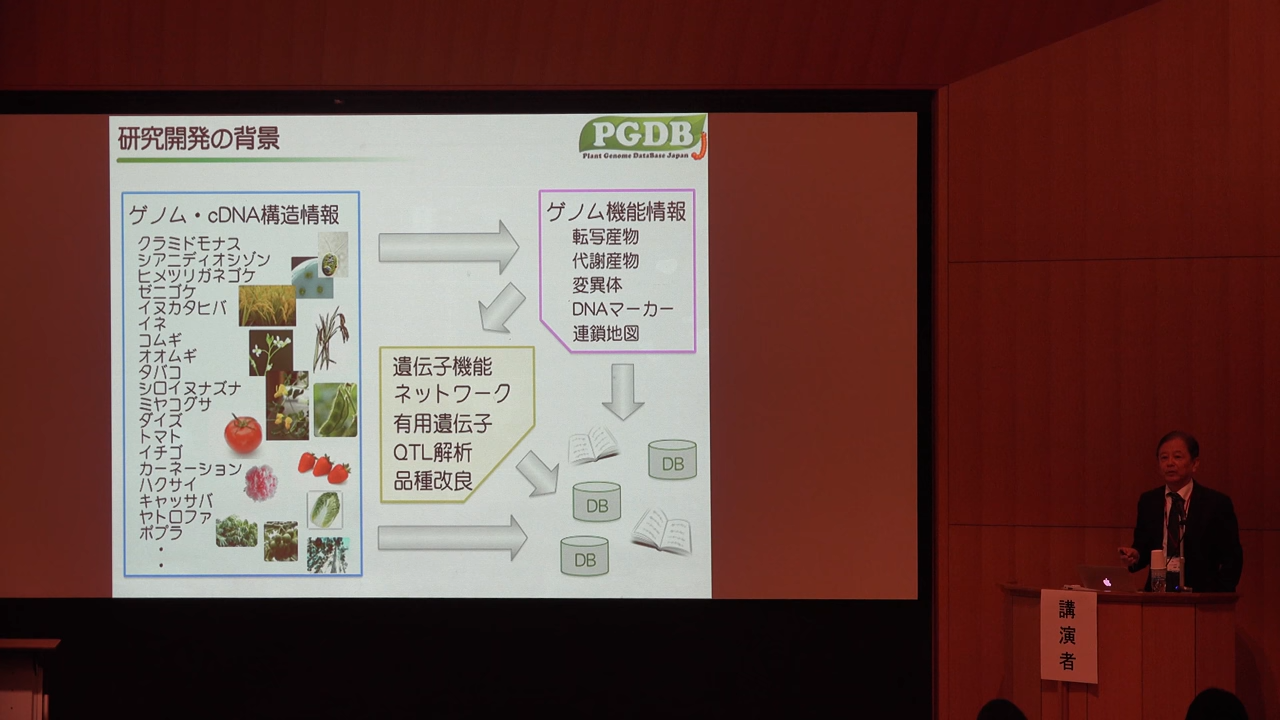 研究開発の背景
PGDBj
Plant Genome DataBase Japan
ゲノム・cDNA構造情報
クラミドモナス
シアニディオシゾン
ヒメツリガネゴケ
ゼニゴケ
イヌカタヒバ
イネ
コムギ
オオムギ
タバコ
シロイヌナズナ
ミヤコグサ
ダイズ
トマト
イチゴ
カーネーション
ハクサイ
キャッサバ
ヤトロファ
ポプラ
・
・
ゲノム機能情報
転写産物
代謝産物
変異体
DNAマーカー
連鎖地図
遺伝子機能
ネットワーク
有用遺伝子
QTL解析
品種改良
DB
DB
DB
講演者